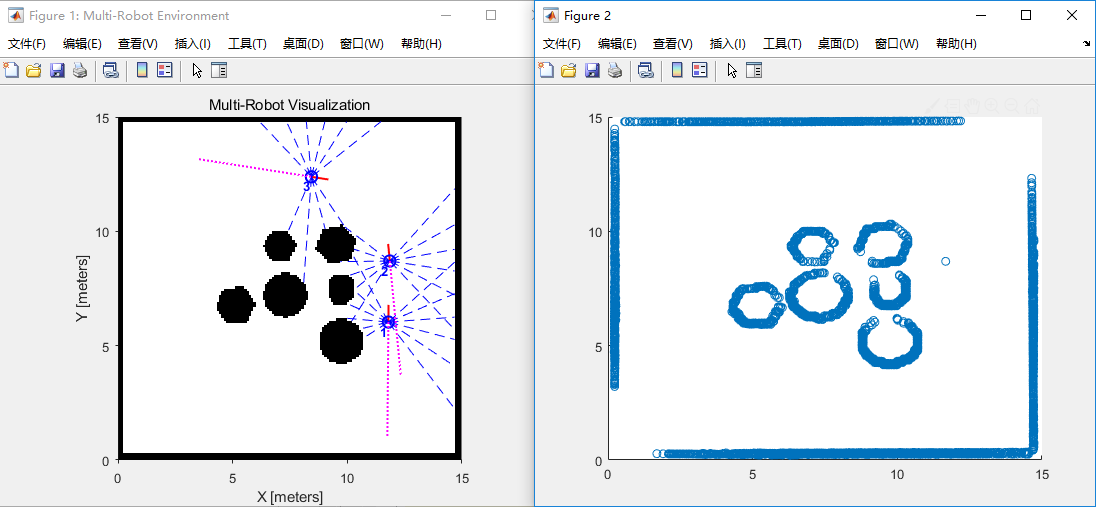 Figure 1: Multi-Robot Environment
文件(F) 编辑(E) 查看(V) 插入(I) 工具(T) 桌面(D) 窗口(W) 帮助(H)
Multi-Robot Visualization
15
10
5
0
Y [meters]
3
2
1
0 5 10 15
X [meters]
Figure 2
文件(F) 编辑(E) 查看(V) 插入(I) 工具(T) 桌面(D) 窗口(W) 帮助(H)
15
10
5
0
0 5 10 15